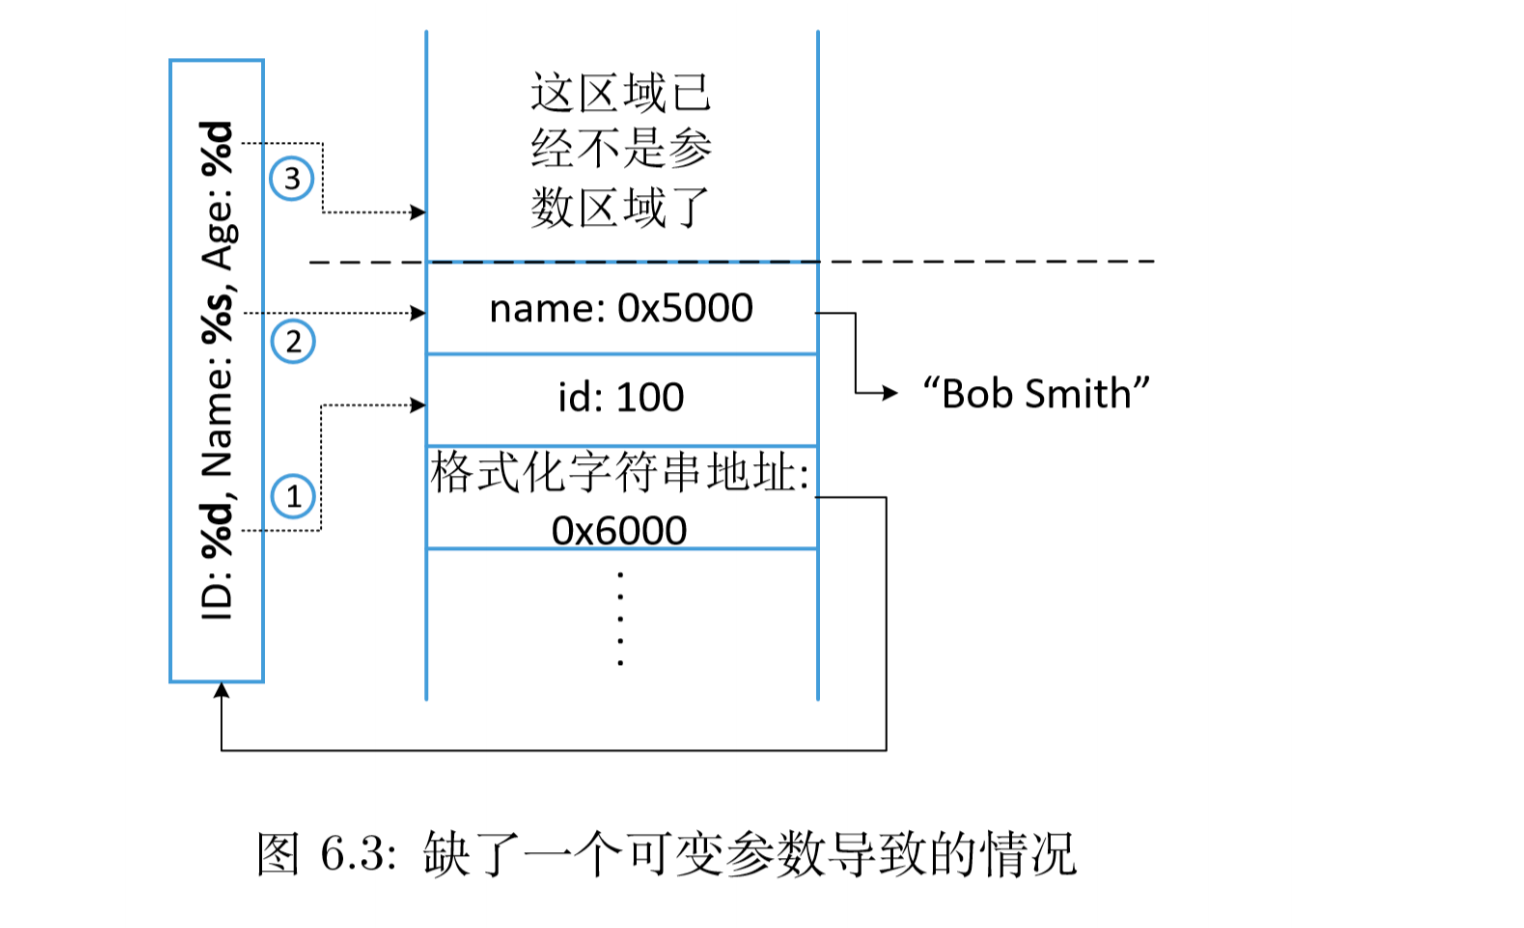 ID: %d, Name: %s, Age: %d
③
②
①
这区域已
经不是参
数区域了
name: 0x5000
id: 100
格式化字符串地址:
0x6000
“Bob Smith”
图 6.3: 缺了一个可变参数导致的情况